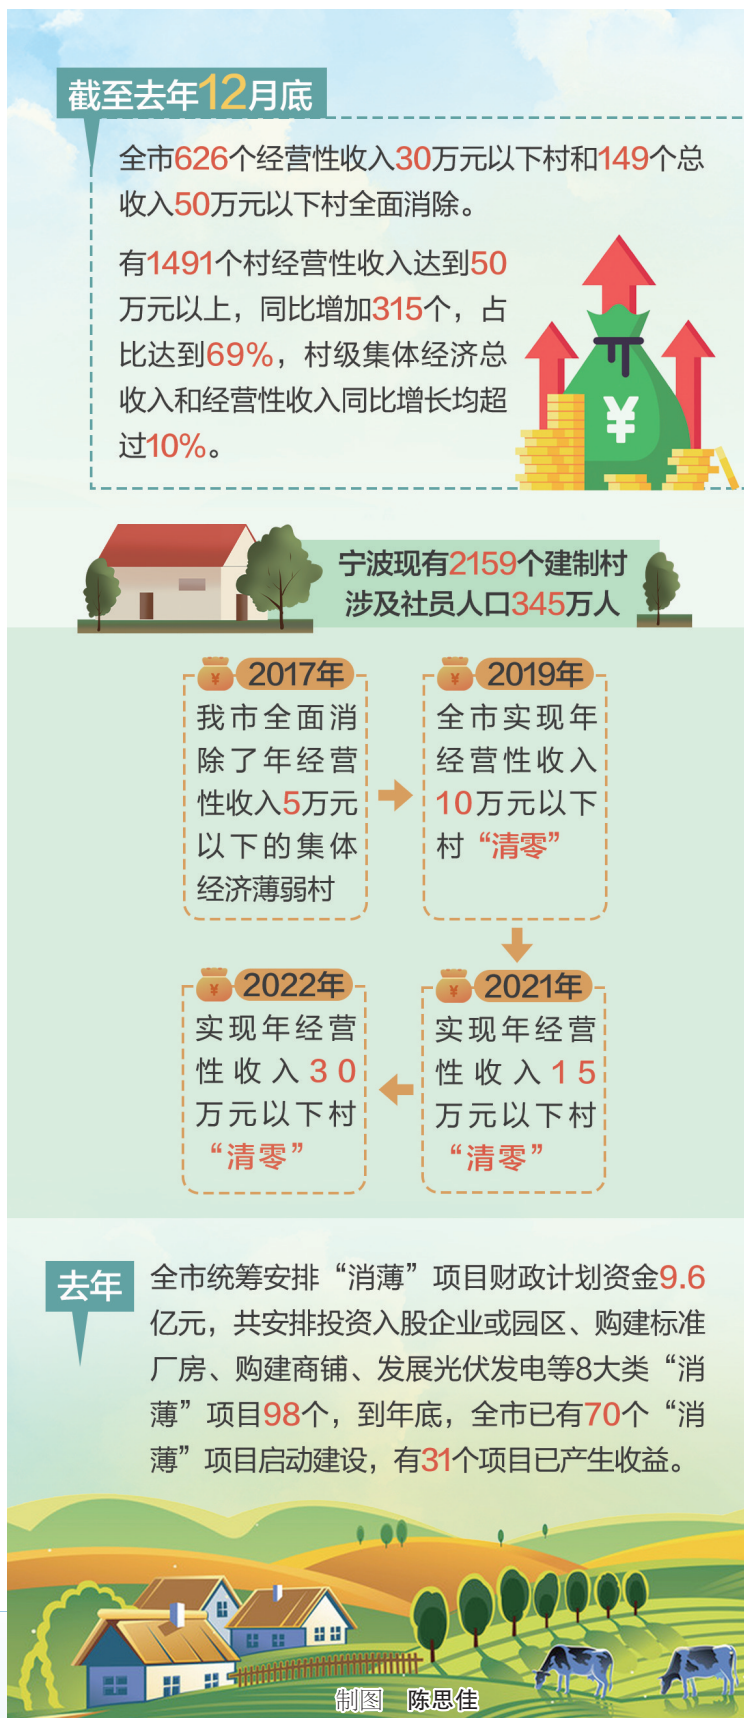 截至去年12月底
全市626个经营性收入30万元以下村和149个总
收入50万元以下村全面消除。
有1491个村经营性收入达到50
万元以上，同比增加315个，占
比达到69%，村级集体经济总
收入和经营性收入同比增长均超
过10%。
¥
宁波现有2159个建制村
涉及社员人口345万人
¥ 2017年
我市全面消
除了年经营
性收入5万元
以下的集体
经济薄弱村
¥ 2019年
全市实现年
经营性收入
10万元以下
村“清零”
¥ 2021年
实现年经营
性收入15
万元以下村
“清零”
¥ 2022年
实现年经营
性收入30
万元以下村
“清零”
去年
全市统筹安排“消薄”项目财政计划资金9.6
亿元，共安排投资入股企业或园区、购建标准
厂房、购建商铺、发展光伏发电等8大类“消
薄”项目98个，到年底，全市已有70个“消
薄”项目启动建设，有31个项目已产生收益。
制图 陈思佳